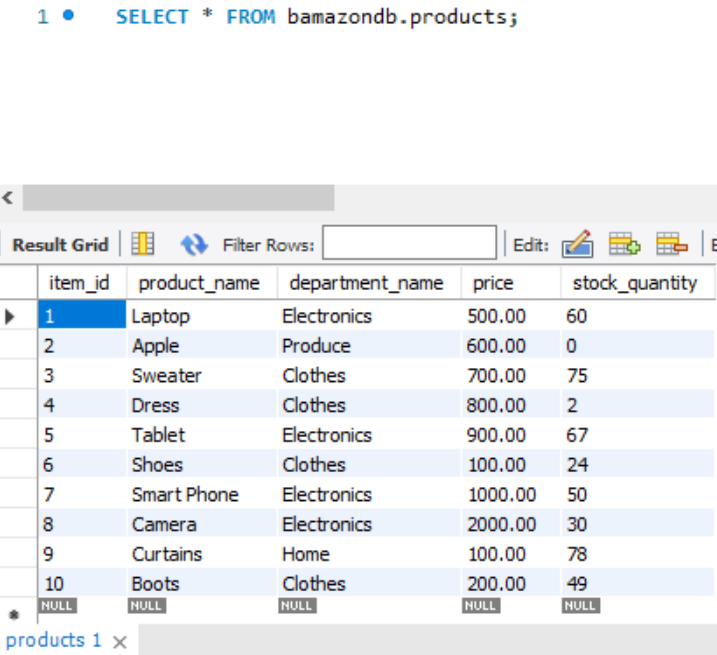 1 SELECT * FROM bamazondb.products;
Result Grid Filter Rows: Edit:
item_id product_name department_name price stock_quantity
1 Laptop Electronics 500.00 60
2 Apple Produce 600.00 0
3 Sweater Clothes 700.00 75
4 Dress Clothes 800.00 2
5 Tablet Electronics 900.00 67
6 Shoes Clothes 100.00 24
7 Smart Phone Electronics 1000.00 50
8 Camera Electronics 2000.00 30
9 Curtains Home 100.00 78
10 Boots Clothes 200.00 49
NULL NULL NULL NULL NULL
products 1